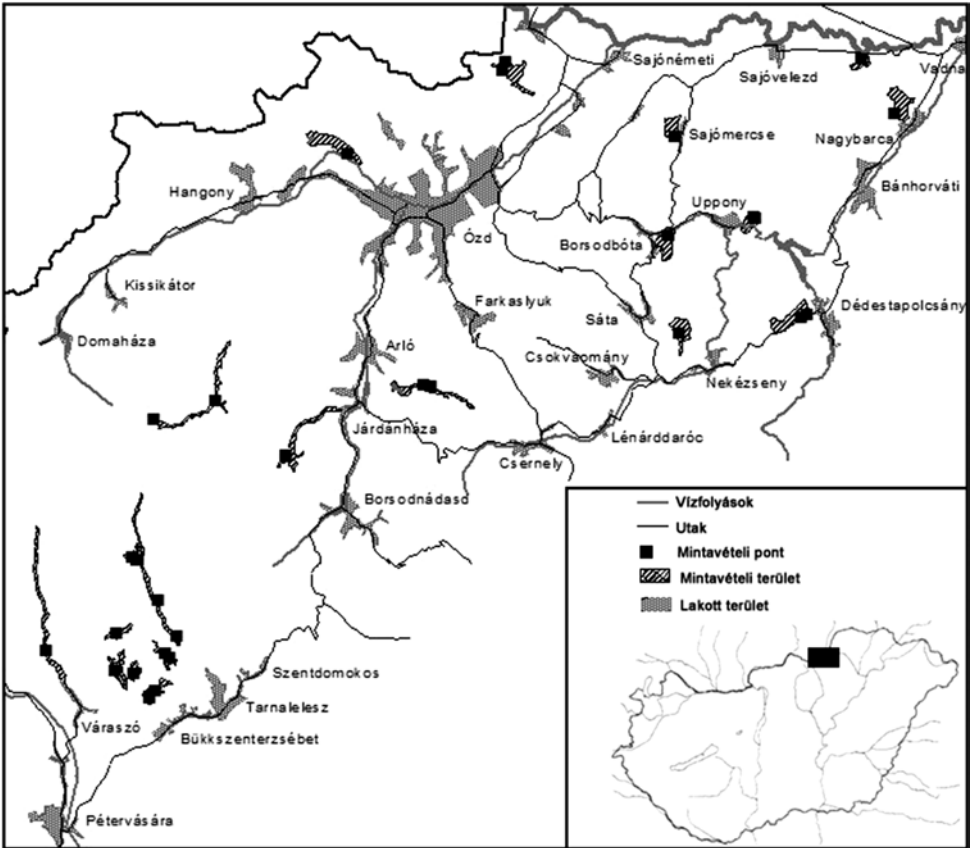 Sajónémeti
Sajóvelezd
Vadna
Sajómercse
Nagybarca
Hangony
Bánhorváti
Uppony
Ózd
Borsodbóta
Kissikátor
Farkaslyuk
Sáta
Dédestapolcsány
Domaháza
Arló
Csokvaomány
Nekézseny
Járdánháza
Lénárddaróc
Csernely
Borsodnádasd
Szentdomokos
Tarnalelesz
Váraszó
Bükkszenterzsébet
Pétervására
Vízfolyások
Utak
Mintavételi pont
Mintavételi terület
Lakott terület